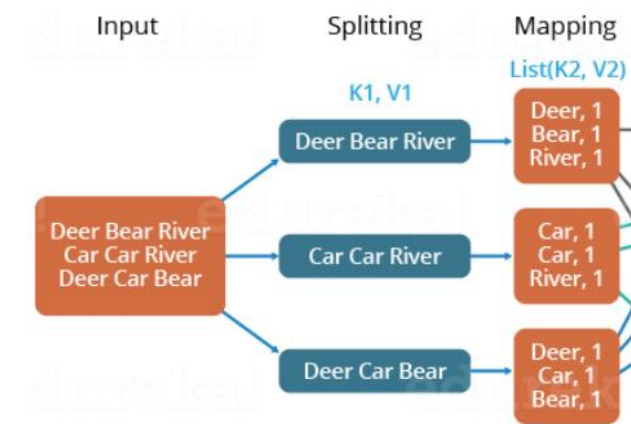 Input
Splitting
Mapping
K1, V1
List(K2, V2)
Deer Bear River
Car Car River
Deer Car Bear
Deer Bear River
Car Car River
Deer Car Bear
Deer, 1
Bear, 1
River, 1
Car, 1
Car, 1
River, 1
Deer, 1
Car, 1
Bear, 1